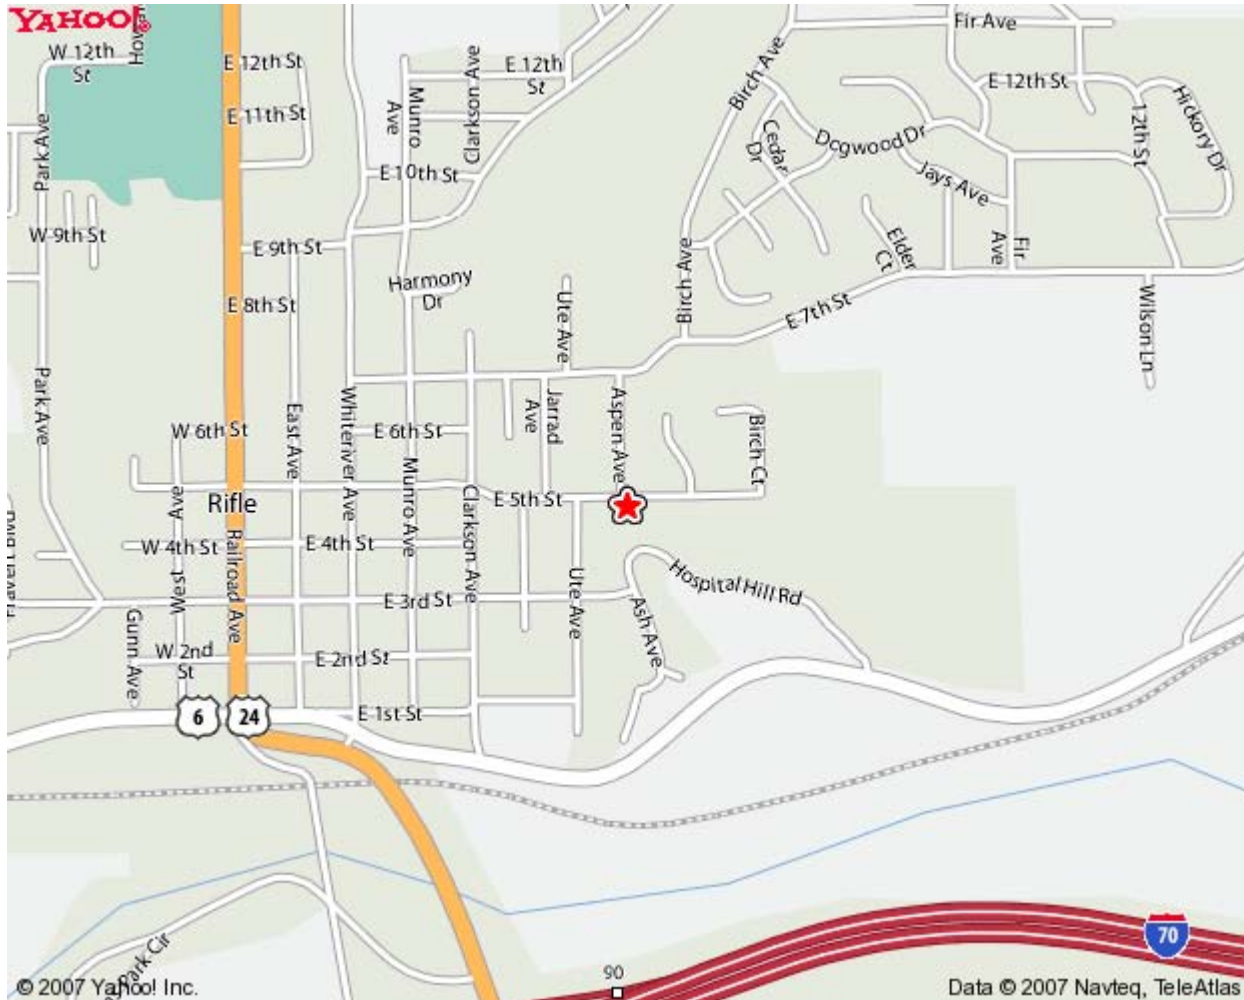 YAHOO!
Fir Ave
W 12th
St
E 12th St
E 12th
St
Clarkson Ave
Munro
Ave
Birch Ave
E 12th St
Hickory Dr
12th St
E 11th St
Park Ave
Cedar
Dr
Dogwood Dr
Jays Ave
E 10th St
W 9th St
E 9th St
Elder
Ct
Fir
Ave
Harmony
Dr
Birch Ave
E 8th St
Ute Ave
E 7th St
Wilson Ln
Park Ave
East Ave
Whiteriver Ave
Jarrad
Ave
Aspen Ave
Birch Ct
W 6th St
E 6th St
Munro Ave
Clarkson Ave
E 5th St
Rifle
West Ave
Railroad Ave
W 4th St
E 4th St
Hospital Hill Rd
Ute Ave
E 3rd St
Ash Ave
Gunn Ave
W 2nd
St
E 2nd St
6
24
E 1st St
Park Cir
70
90
© 2007 Yahoo! Inc.
Data © 2007 Navteq, TeleAtlas